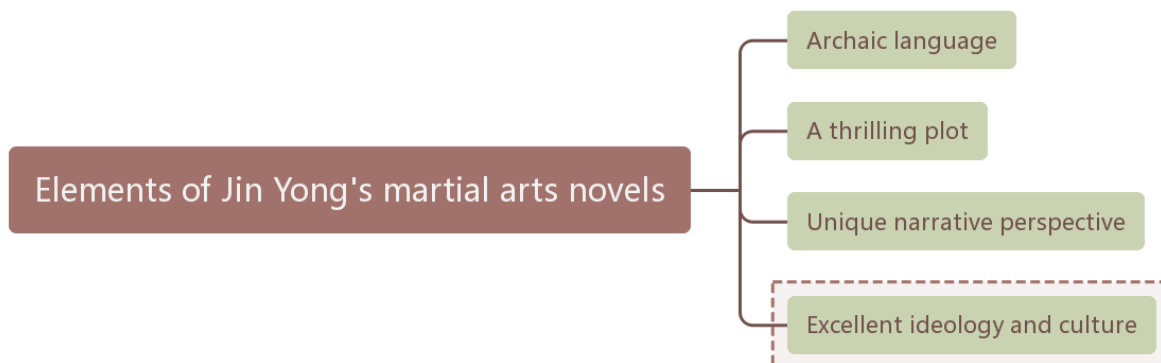 Elements of Jin Yong's martial arts novels
Archaic language
A thrilling plot
Unique narrative perspective
Excellent ideology and culture